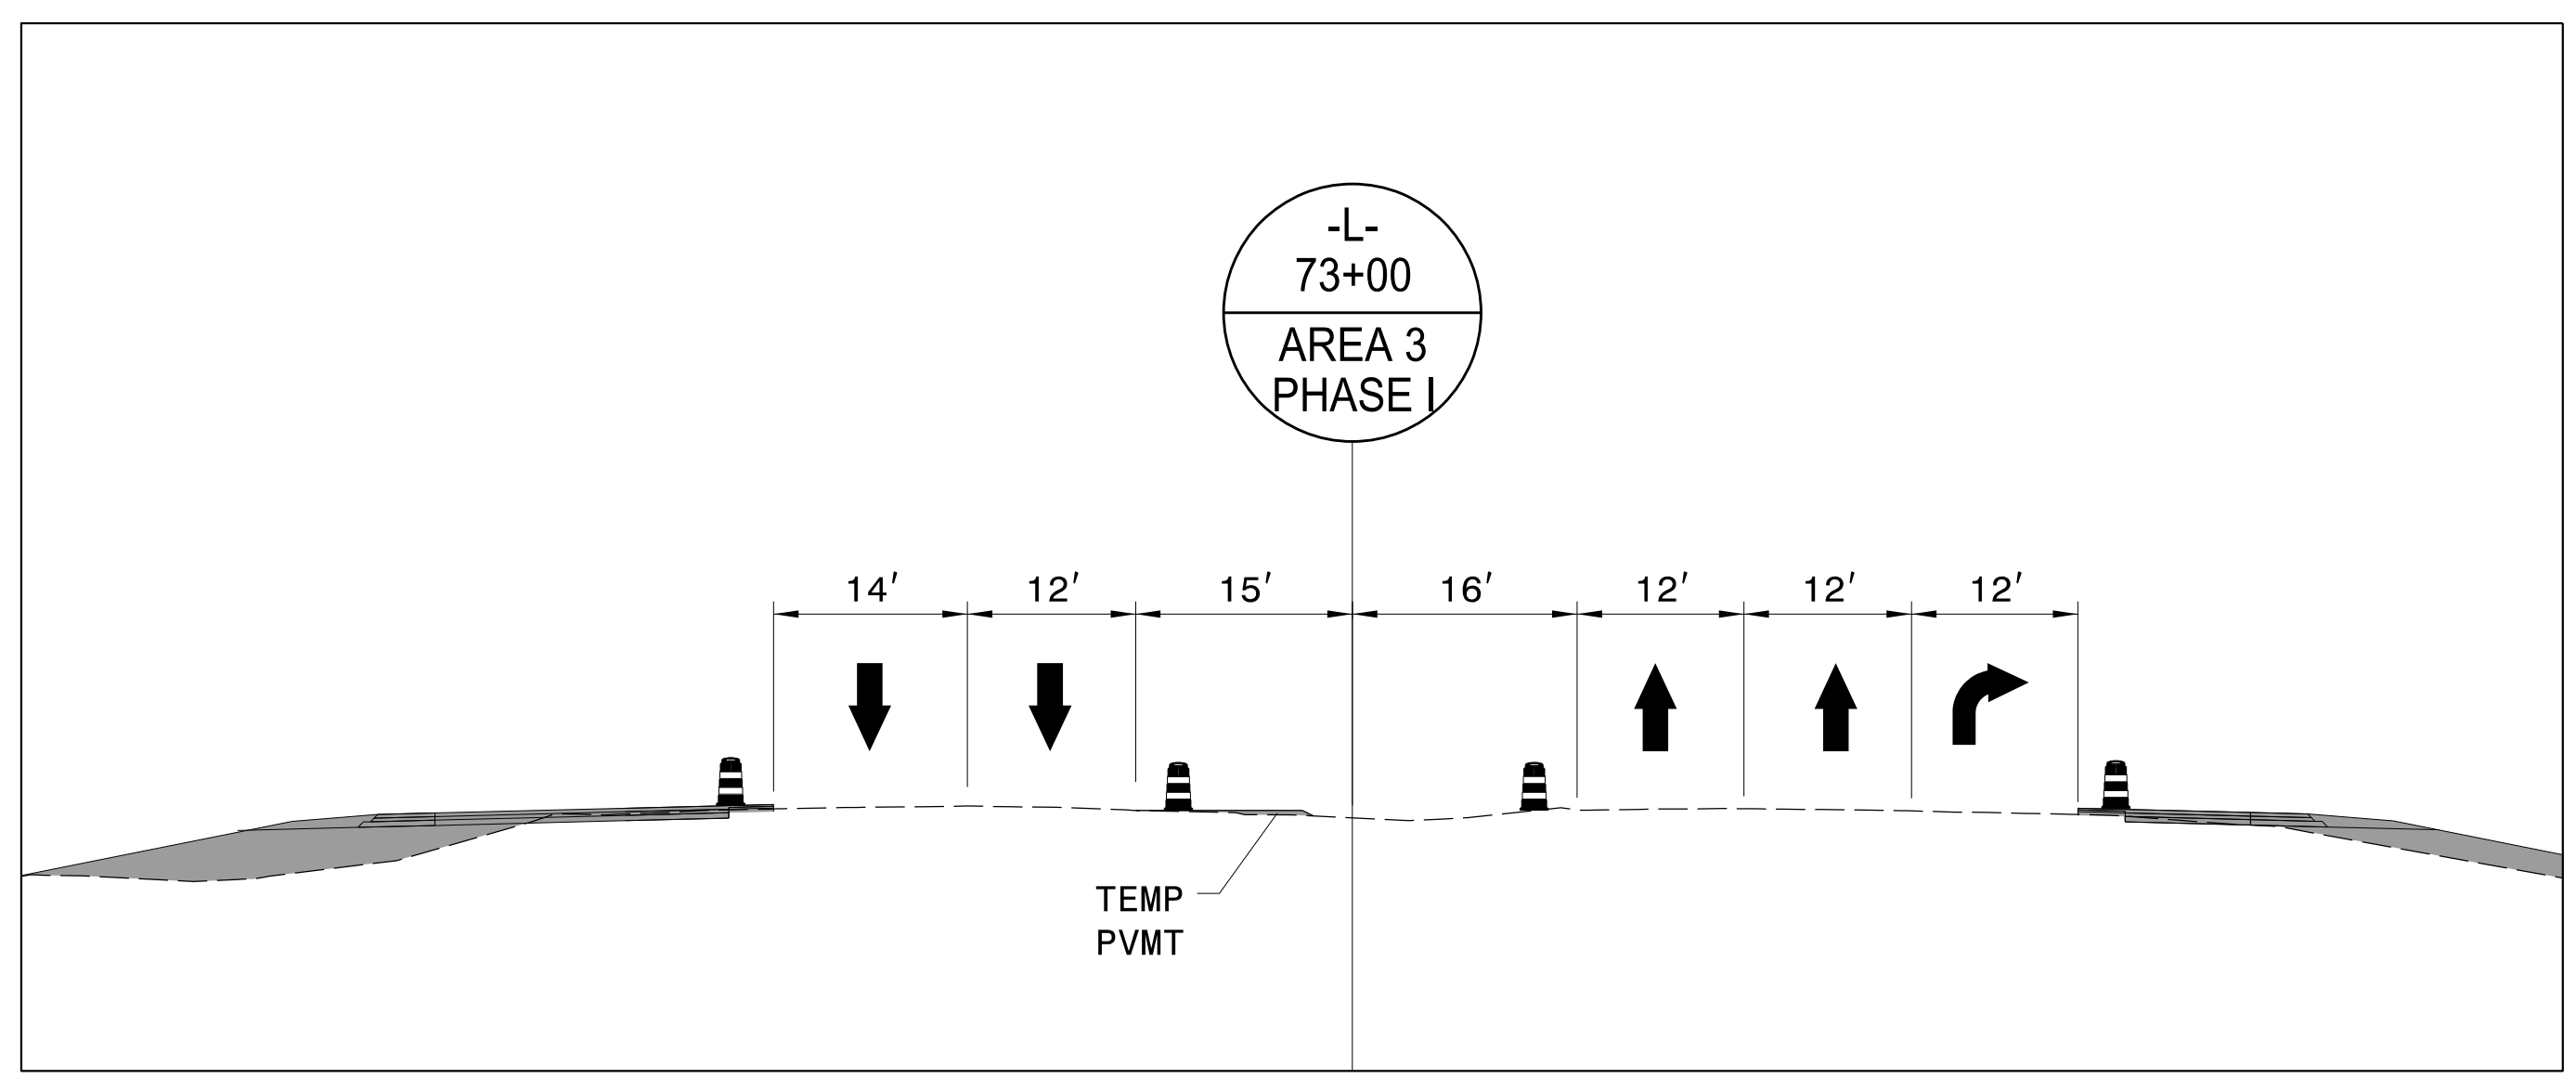 -L-
73+00
AREA 3
PHASE I
14' 12' 15' 16' 12' 12' 12'
TEMP
PVMT